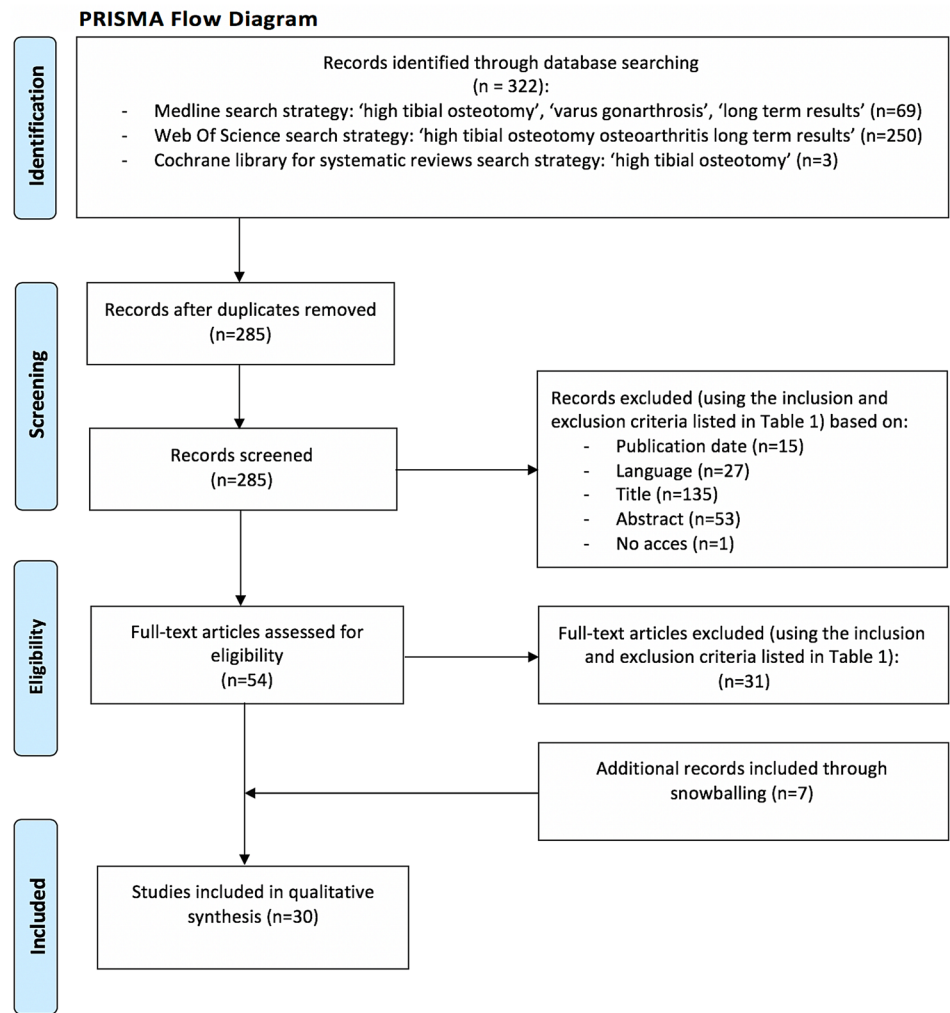 PRISMA Flow Diagram
Identification
Records identified through database searching
(n = 322):
- Medline search strategy: ‘high tibial osteotomy’, ‘varus gonarthrosis’, ‘long term results’ (n=69)
- Web Of Science search strategy: ‘high tibial osteotomy osteoarthritis long term results’ (n=250)
- Cochrane library for systematic reviews search strategy: ‘high tibial osteotomy’ (n=3)
Screening
Records after duplicates removed
(n=285)
Records screened
(n=285)
Records excluded (using the inclusion and
exclusion criteria listed in Table 1) based on:
- Publication date (n=15)
- Language (n=27)
- Title (n=135)
- Abstract (n=53)
- No acces (n=1)
Eligibility
Full-text articles assessed for
eligibility
(n=54)
Full-text articles excluded (using the inclusion
and exclusion criteria listed in Table 1):
(n=31)
Additional records included through
snowballing (n=7)
Included
Studies included in qualitative
synthesis (n=30)